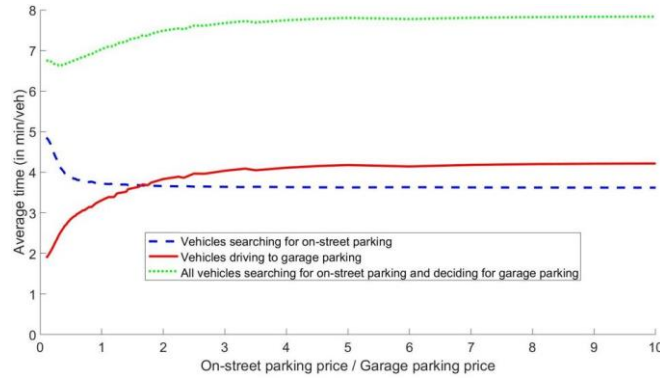 8
7
6
5
4
3
2
1
0
Average time (in min/veh)
Vehicles searching for on-street parking
Vehicles driving to garage parking
All vehicles searching for on-street parking and deciding for garage parking
0 1 2 3 4 5 6 7 8 9 10
On-street parking price / Garage parking price